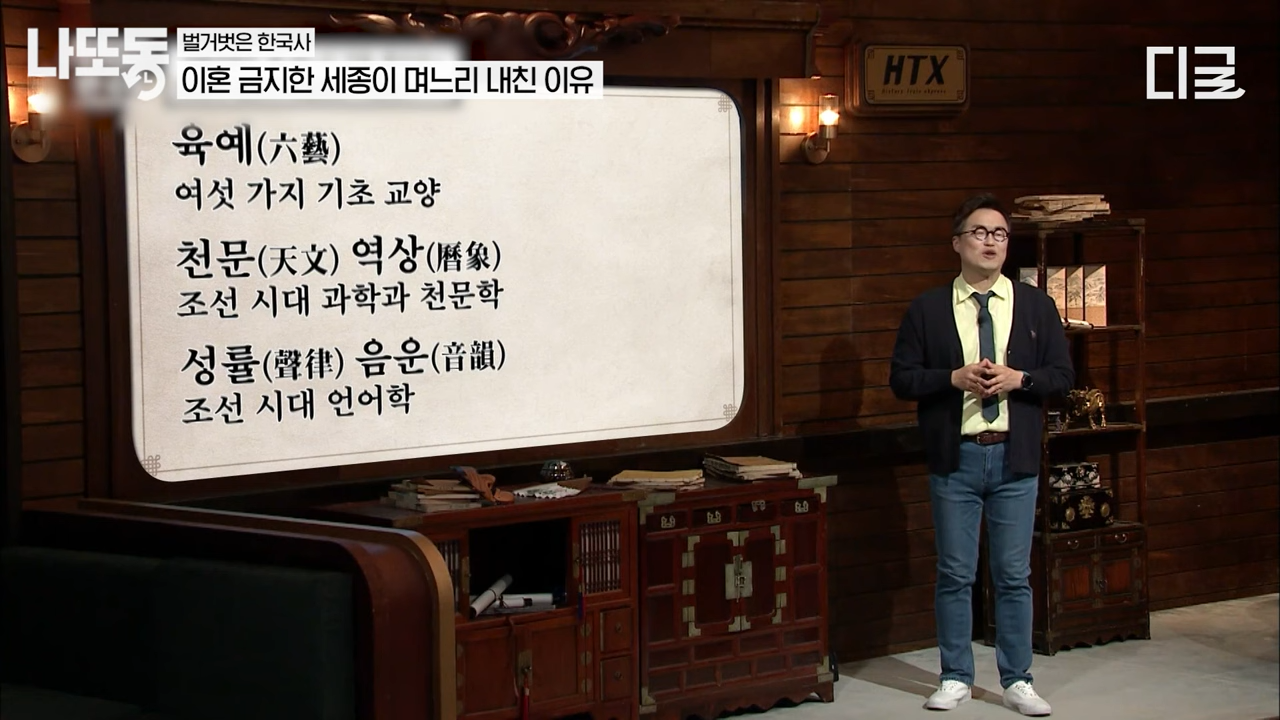 나또동
벌거벗은 한국사
이혼 금지한 세종이 며느리 내친 이유
디글
HTX
육예(六藝)
여섯 가지 기초 교양
천문(天文) 역상(曆象)
조선 시대 과학과 천문학
성률(聲律) 음운(音韻)
조선 시대 언어학